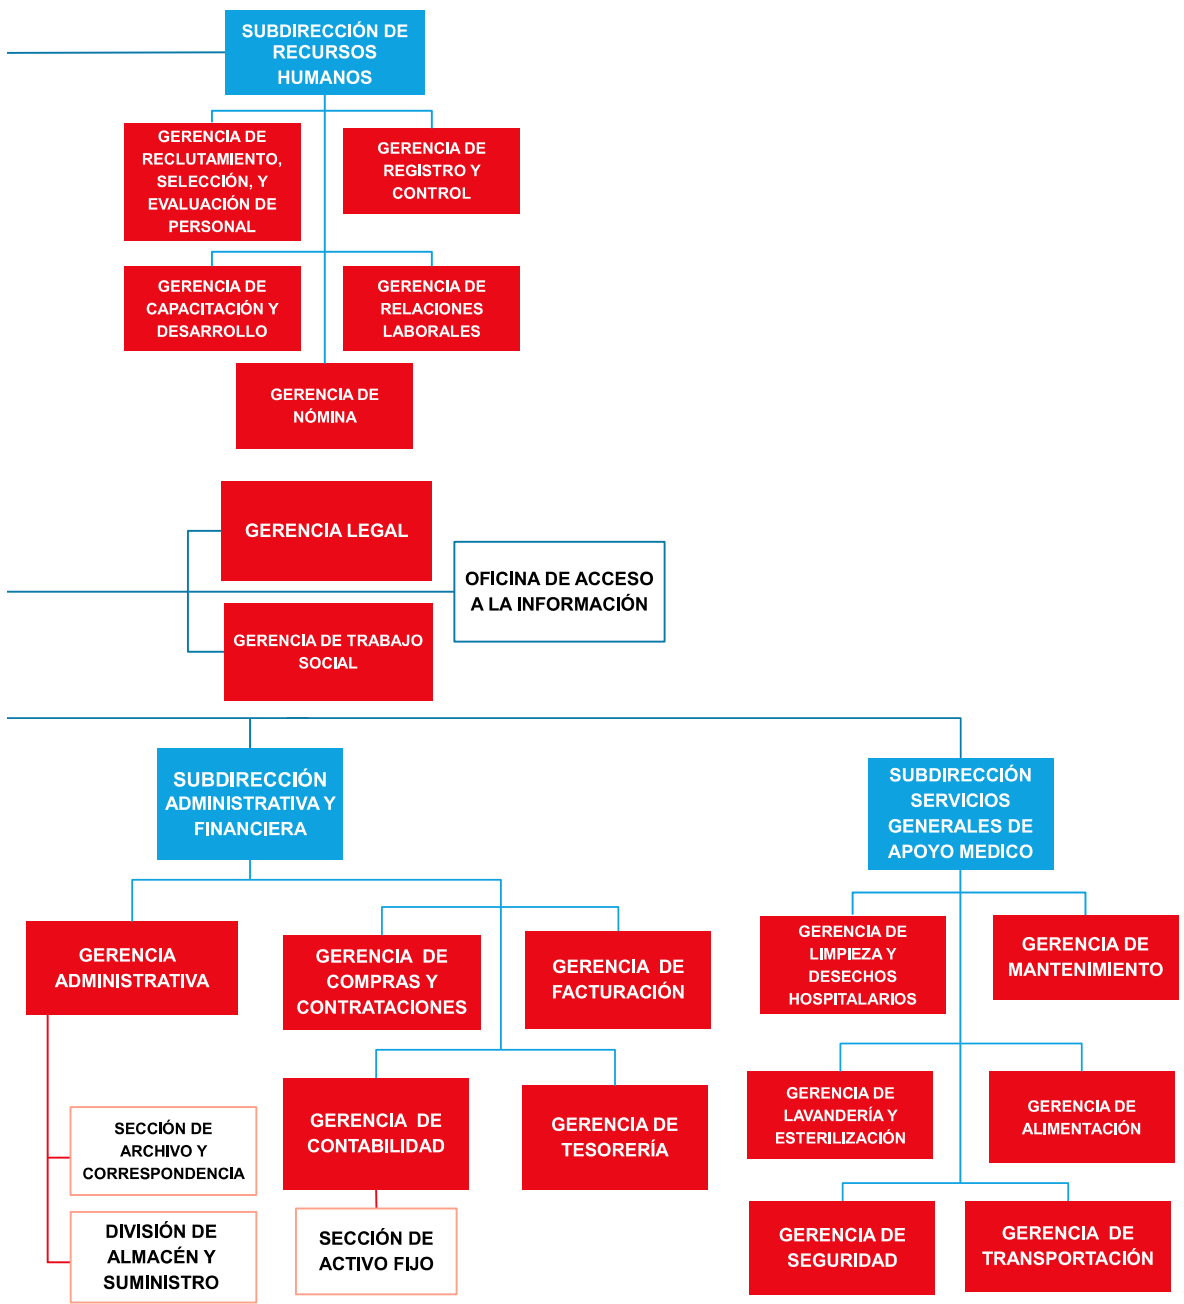 SUBDIRECCIÓN DE
RECURSOS
HUMANOS
GERENCIA DE
RECLUTAMIENTO,
SELECCIÓN, Y
EVALUACIÓN DE
PERSONAL
GERENCIA DE
REGISTRO Y
CONTROL
GERENCIA DE
CAPACITACIÓN Y
DESARROLLO
GERENCIA DE
RELACIONES
LABORALES
GERENCIA DE
NÓMINA
GERENCIA LEGAL
OFICINA DE ACCESO
A LA INFORMACIÓN
GERENCIA DE TRABAJO
SOCIAL
SUBDIRECCIÓN
ADMINISTRATIVA Y
FINANCIERA
SUBDIRECCIÓN
SERVICIOS
GENERALES DE
APOYO MEDICO
GERENCIA
ADMINISTRATIVA
GERENCIA DE
COMPRAS Y
CONTRATACIONES
GERENCIA DE
FACTURACIÓN
GERENCIA DE
LIMPIEZA Y
DESECHOS
HOSPITALARIOS
GERENCIA DE
MANTENIMIENTO
SECCIÓN DE
ARCHIVO Y
CORRESPONDENCIA
GERENCIA DE
CONTABILIDAD
GERENCIA DE
TESORERÍA
GERENCIA DE
LAVANDERÍA Y
ESTERILIZACIÓN
GERENCIA DE
ALIMENTACIÓN
DIVISIÓN DE
ALMACÉN Y
SUMINISTRO
SECCIÓN DE
ACTIVO FIJO
GERENCIA DE
SEGURIDAD
GERENCIA DE
TRANSPORTACIÓN